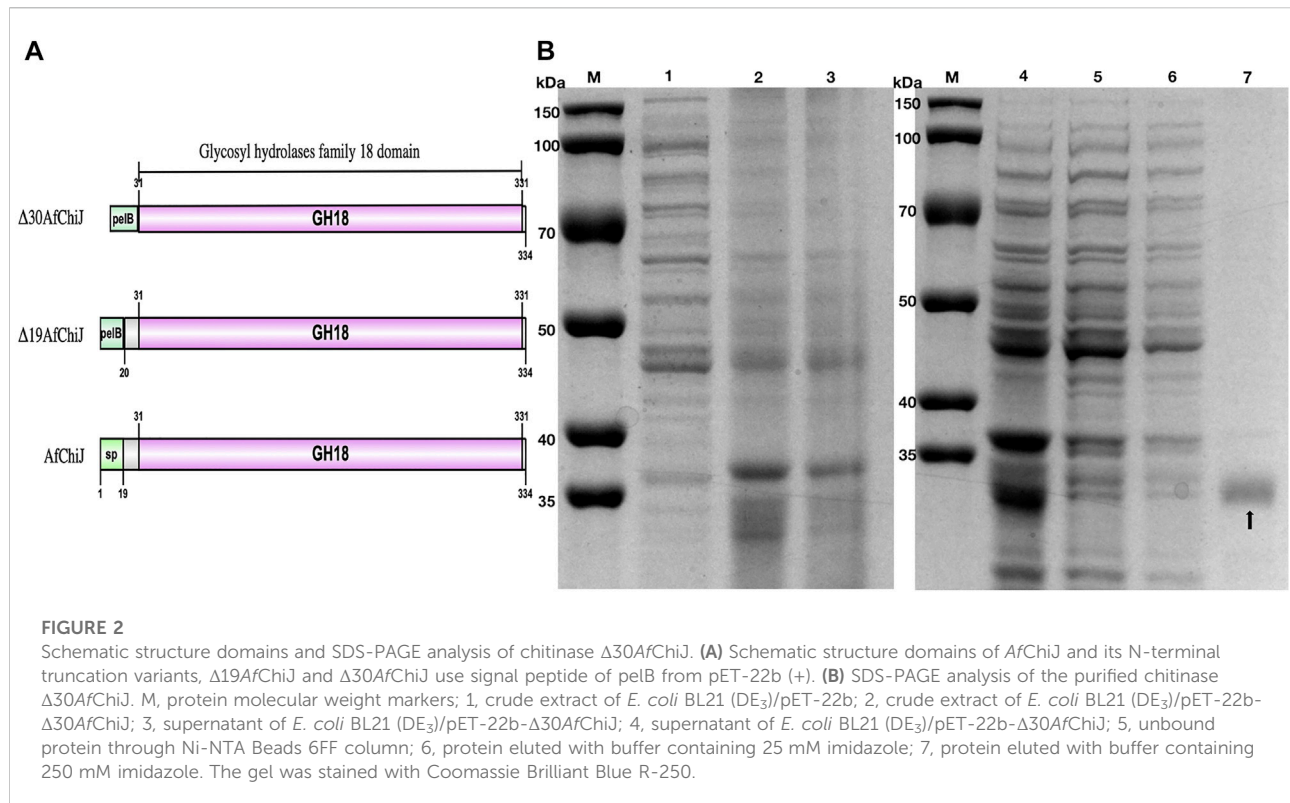 A
Glycosyl hydrolases family 18 domain
31 331
Δ30AfChiJ pelB GH18
334
31 331
Δ19AfChiJ pelB GH18
20 334
31 331
AfChiJ sp GH18
1 19 334
B
kDa M 1 2 3
150
100
70
50
40
35
kDa M 4 5 6 7
150
100
70
50
40
35
FIGURE 2
Schematic structure domains and SDS-PAGE analysis of chitinase Δ30AfChiJ. (A) Schematic structure domains of AfChiJ and its N-terminal
truncation variants, Δ19AfChiJ and Δ30AfChiJ use signal peptide of pelB from pET-22b (+). (B) SDS-PAGE analysis of the purified chitinase
Δ30AfChiJ. M, protein molecular weight markers; 1, crude extract of E. coli BL21 (DE₃)/pET-22b; 2, crude extract of E. coli BL21 (DE₃)/pET-22b-
Δ30AfChiJ; 3, supernatant of E. coli BL21 (DE₃)/pET-22b-Δ30AfChiJ; 4, supernatant of E. coli BL21 (DE₃)/pET-22b-Δ30AfChiJ; 5, unbound
protein through Ni-NTA Beads 6FF column; 6, protein eluted with buffer containing 25 mM imidazole; 7, protein eluted with buffer containing
250 mM imidazole. The gel was stained with Coomassie Brilliant Blue R-250.